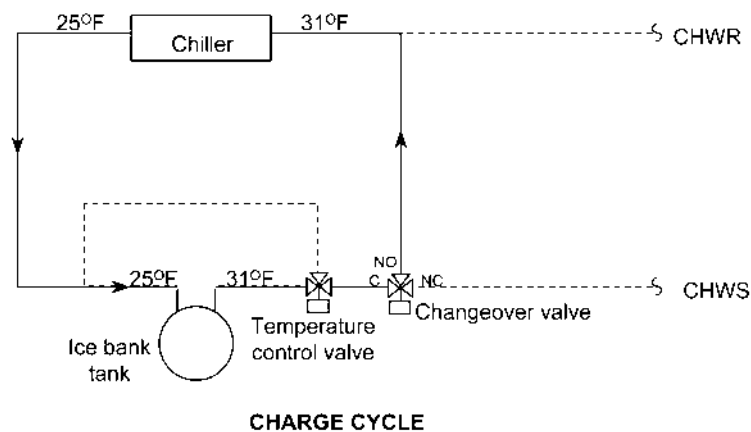 25°F
Chiller
31°F
CHWR
NO
25°F
31°F
C
NC
CHWS
Temperature
control valve
Changeover valve
Ice bank
tank
CHARGE CYCLE